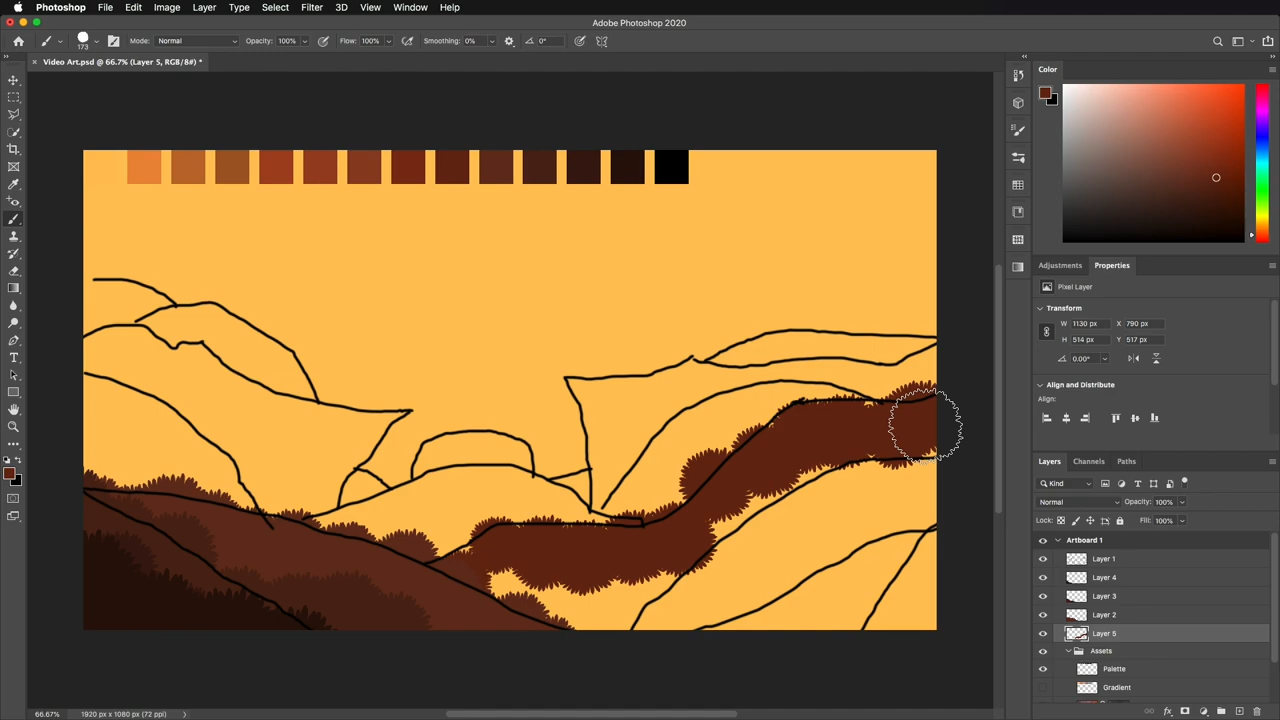 Photoshop File Edit Image Layer Type Select Filter 3D View Window Help
Adobe Photoshop 2020
173 Mode: Normal Opacity: 100% Flow: 100% Smoothing: 0% 0°
Video Art.psd @ 66.7% (Layer 5, RGB/8#) *
Color
Adjustments Properties
Pixel Layer
Transform
W 1130 px X 790 px
H 514 px Y 517 px
0.00°
Align and Distribute
Align:
Layers Channels Paths
Kind
Normal Opacity: 100%
Lock: Fill: 100%
Artboard 1
Layer 1
Layer 4
Layer 3
Layer 2
Layer 5
Assets
Palette
Gradient
66.67% 1920 px x 1080 px (72 ppi)